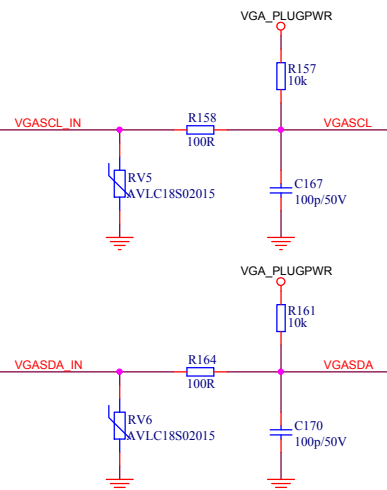 VGA_PLUGPWR
R157
10k
VGASCL_IN
R158
100R
VGASCL
RV5
AVLC18S02015
C167
100p/50V
VGA_PLUGPWR
R161
10k
VGASDA_IN
R164
100R
VGASDA
RV6
AVLC18S02015
C170
100p/50V